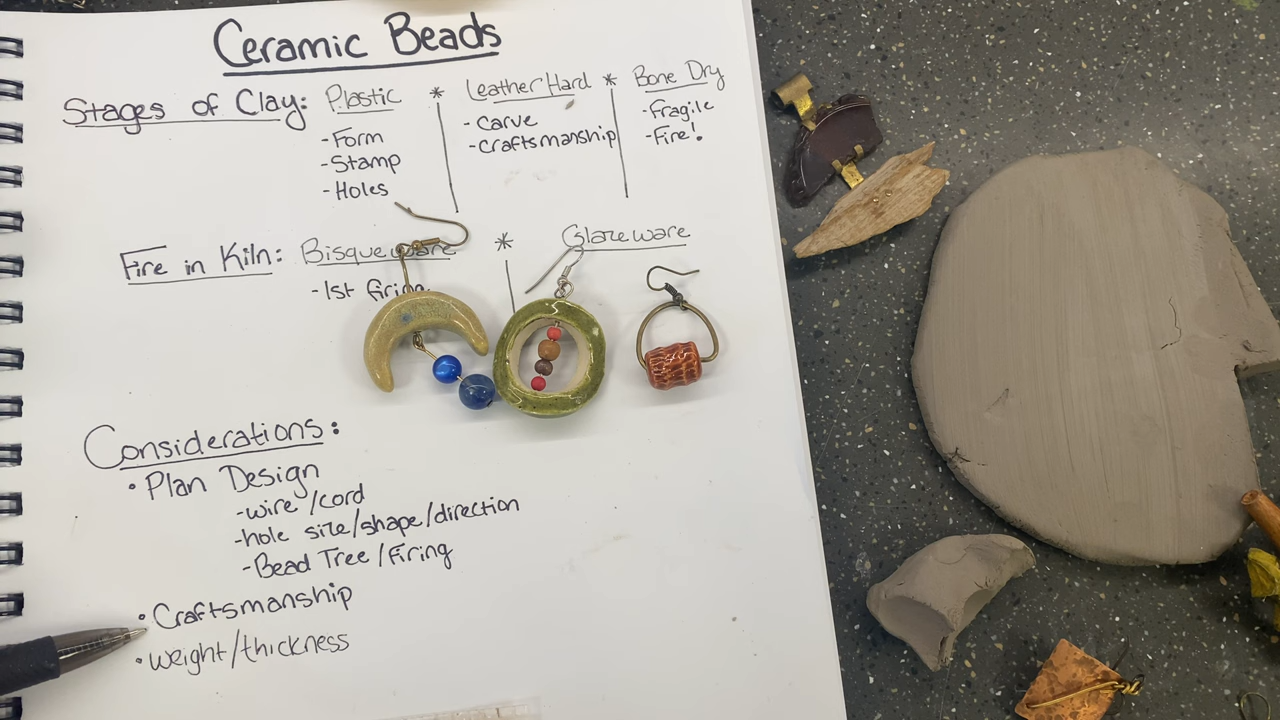 Ceramic Beads
Stages of Clay: Plastic * Leather Hard * Bone Dry
-Form
-Stamp
-Holes
-Carve
-Craftsmanship
-Fragile
-Fire!
Fire in Kiln: Bisqueware * Glazeware
-1st firing
Considerations:
• Plan Design
-wire/cord
-hole size/shape/direction
-Bead Tree/Firing
• Craftsmanship
• Weight/thickness